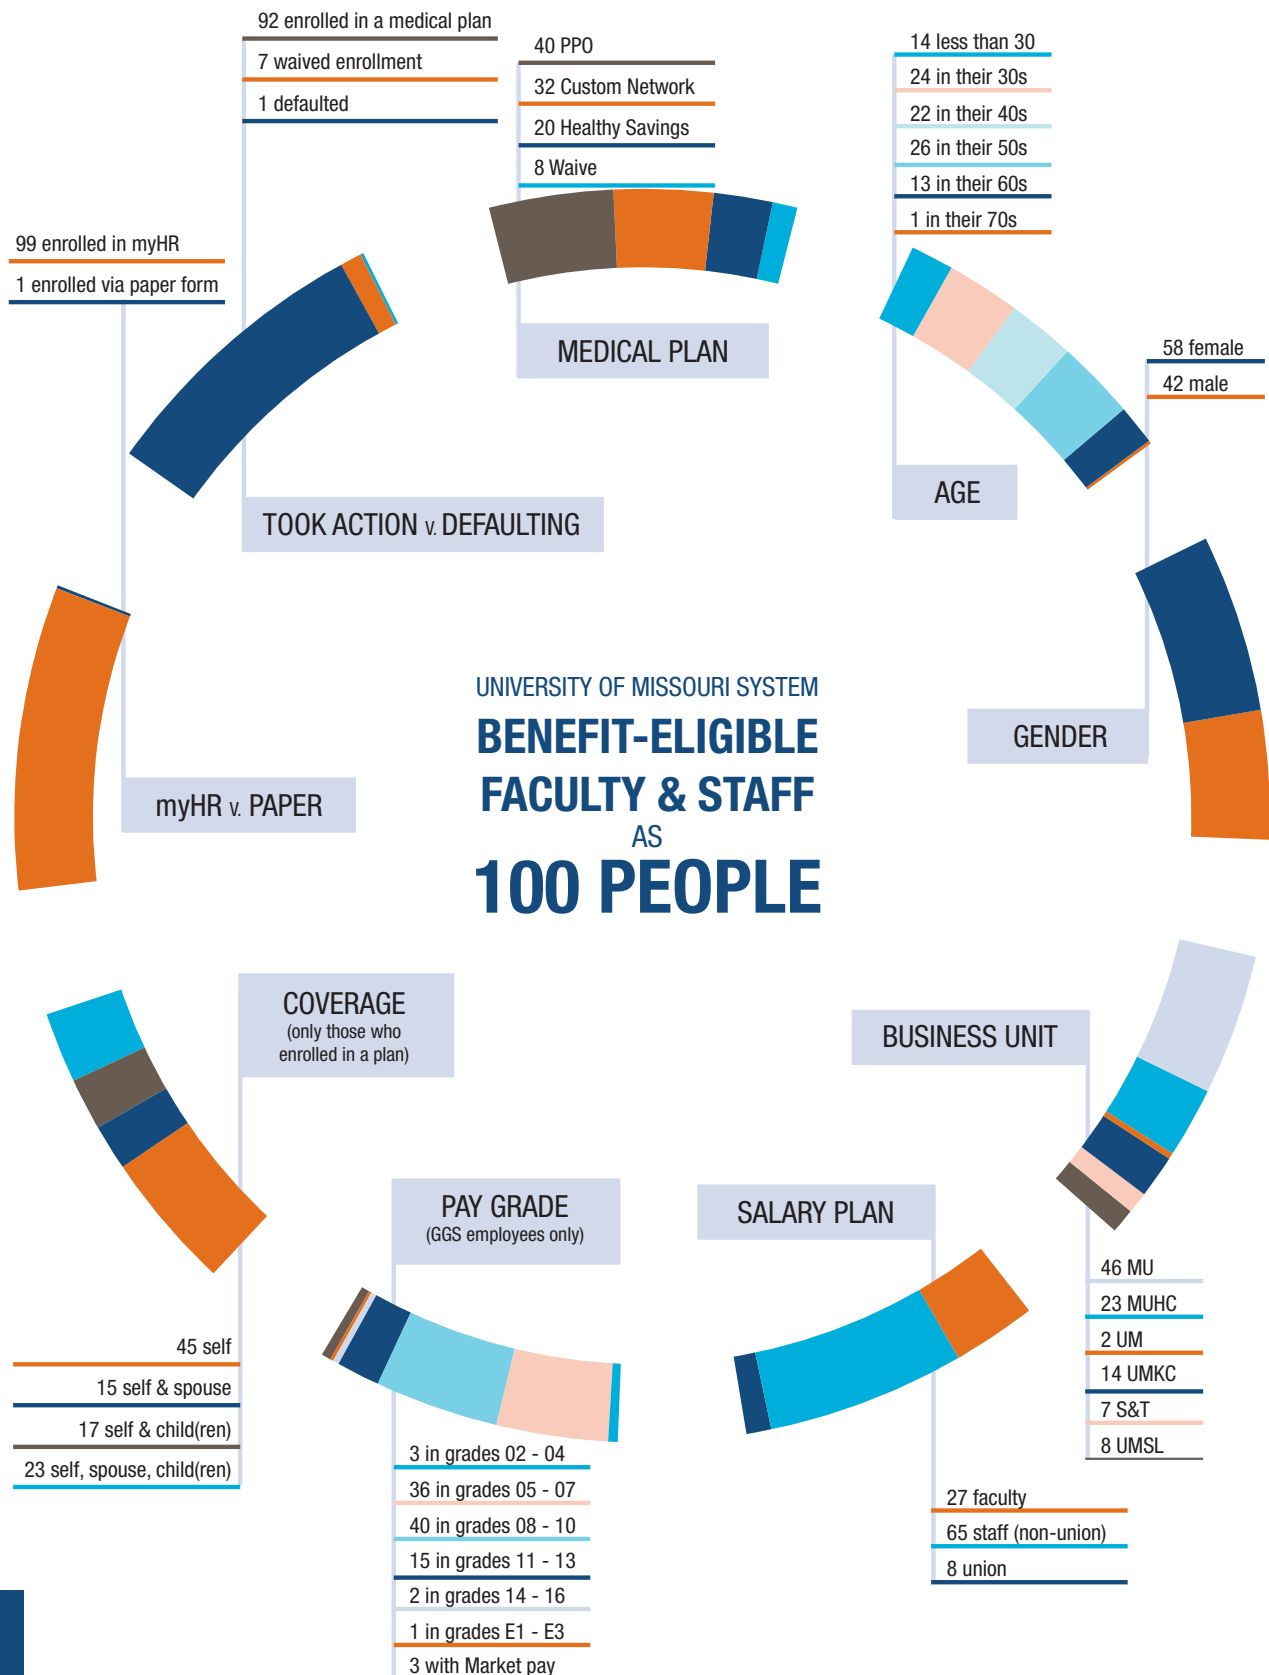 92 enrolled in a medical plan
7 waived enrollment
1 defaulted
40 PPO
32 Custom Network
20 Healthy Savings
8 Waive
14 less than 30
24 in their 30s
22 in their 40s
26 in their 50s
13 in their 60s
1 in their 70s
99 enrolled in myHR
1 enrolled via paper form
MEDICAL PLAN
58 female
42 male
AGE
TOOK ACTION v. DEFAULTING
GENDER
myHR v. PAPER
UNIVERSITY OF MISSOURI SYSTEM
BENEFIT-ELIGIBLE
FACULTY & STAFF
AS
100 PEOPLE
COVERAGE
(only those who
enrolled in a plan)
BUSINESS UNIT
PAY GRADE
(GGS employees only)
SALARY PLAN
46 MU
23 MUHC
2 UM
14 UMKC
7 S&T
8 UMSL
45 self
15 self & spouse
17 self & child(ren)
23 self, spouse, child(ren)
3 in grades 02 - 04
36 in grades 05 - 07
40 in grades 08 - 10
15 in grades 11 - 13
2 in grades 14 - 16
1 in grades E1 - E3
3 with Market pay
27 faculty
65 staff (non-union)
8 union